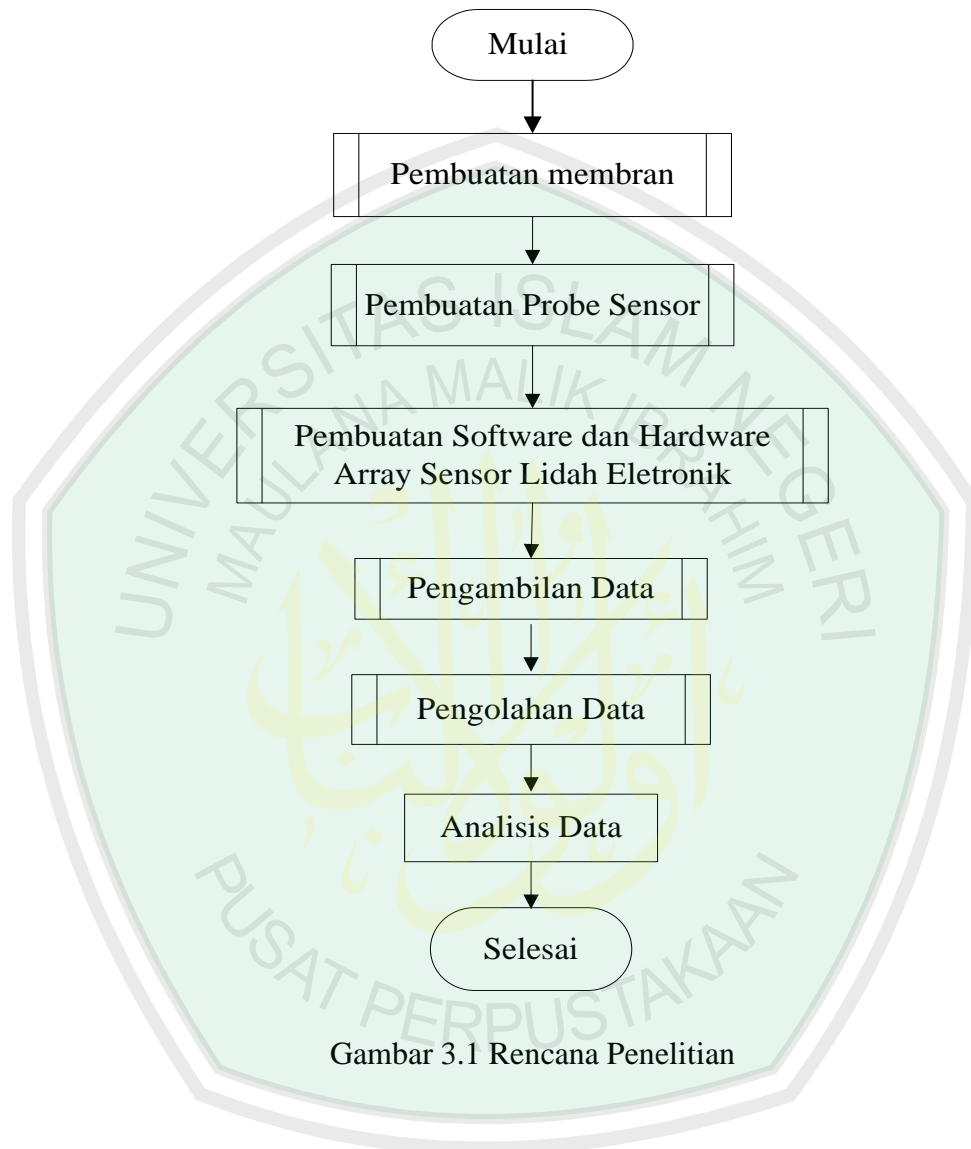 Mulai
Pembuatan membran
Pembuatan Probe Sensor
Pembuatan Software dan Hardware
Array Sensor Lidah Eletronik
Pengambilan Data
Pengolahan Data
Analisis Data
Selesai
Gambar 3.1 Rencana Penelitian
UNIVERSITAS ISLAM NEGERI
MAULANA MALIK IBRAHIM
PUSAT PERPUSTAKAAN